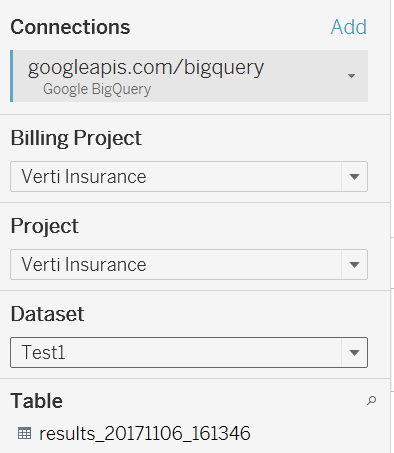 Connections Add
googleapis.com/bigquery
Google BigQuery
Billing Project
Verti Insurance
Project
Verti Insurance
Dataset
Test1
Table
results_20171106_161346